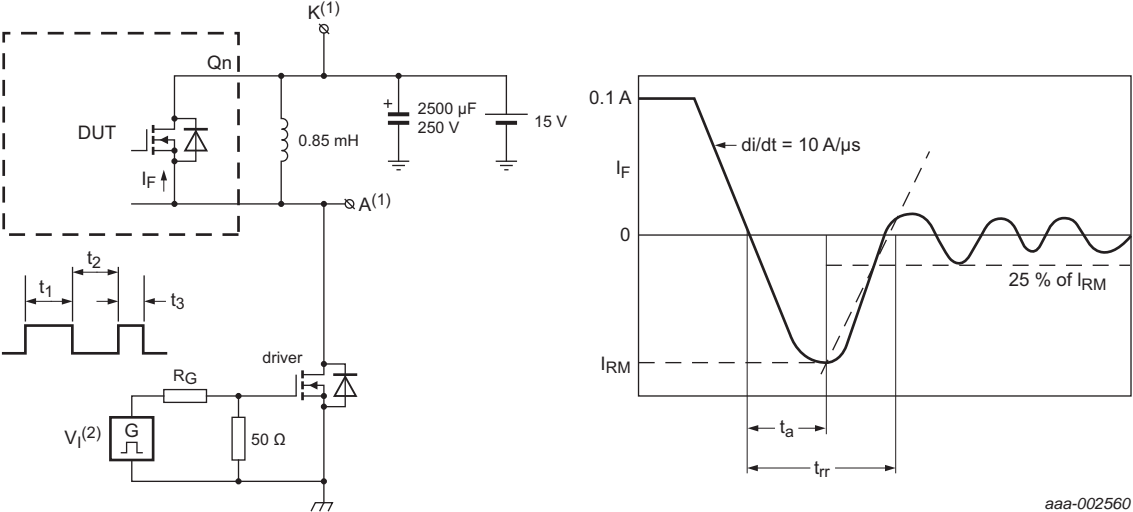 K(1)
Qn
DUT
IF
0.85 mH
+
2500 µF
250 V
15 V
A(1)
t2
t1
t3
driver
RG
VI(2)
G
50 Ω
0.1 A
di/dt = 10 A/µs
IF
0
25 % of IRM
IRM
ta
trr
aaa-002560